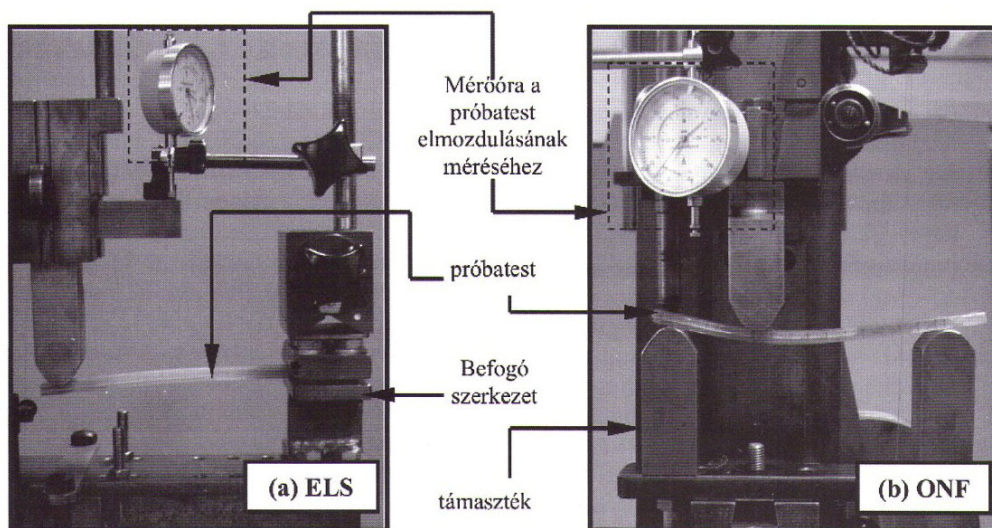 Mérőóra a
próbatest
elmozdulásának
méréséhez
próbatest
Befogó
szerkezet
támaszték
(a) ELS
(b) ONF